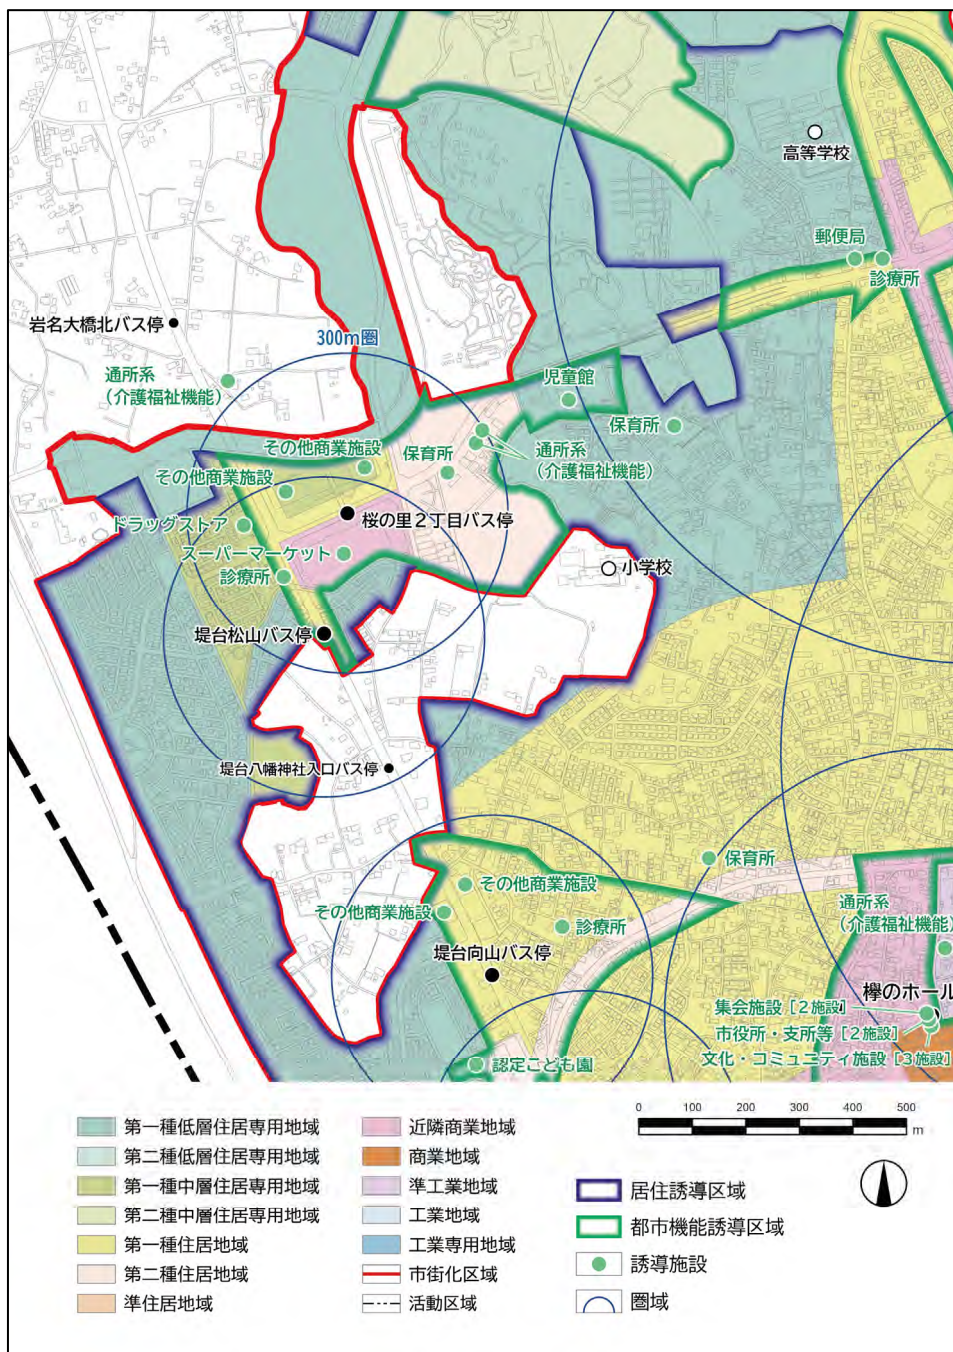 高等学校
郵便局
診療所
岩名大橋北バス停
300m圏
通所系
(介護福祉機能)
児童館
保育所
その他商業施設
保育所
通所系
(介護福祉機能)
その他商業施設
ドラッグストア
桜の里2丁目バス停
スーパーマーケット
診療所
小学校
堤台松山バス停
堤台八幡神社入口バス停
保育所
その他商業施設
その他商業施設
診療所
通所系
(介護福祉機能)
堤台向山バス停
欅のホール
集会施設[2施設]
市役所・支所等[2施設]
文化・コミュニティ施設[3施設]
認定こども園
第一種低層住居専用地域
第二種低層住居専用地域
第一種中層住居専用地域
第二種中層住居専用地域
第一種住居地域
第二種住居地域
準住居地域
近隣商業地域
商業地域
準工業地域
工業地域
工業専用地域
市街化区域
活動区域
0 100 200 300 400 500
m
居住誘導区域
都市機能誘導区域
誘導施設
圏域